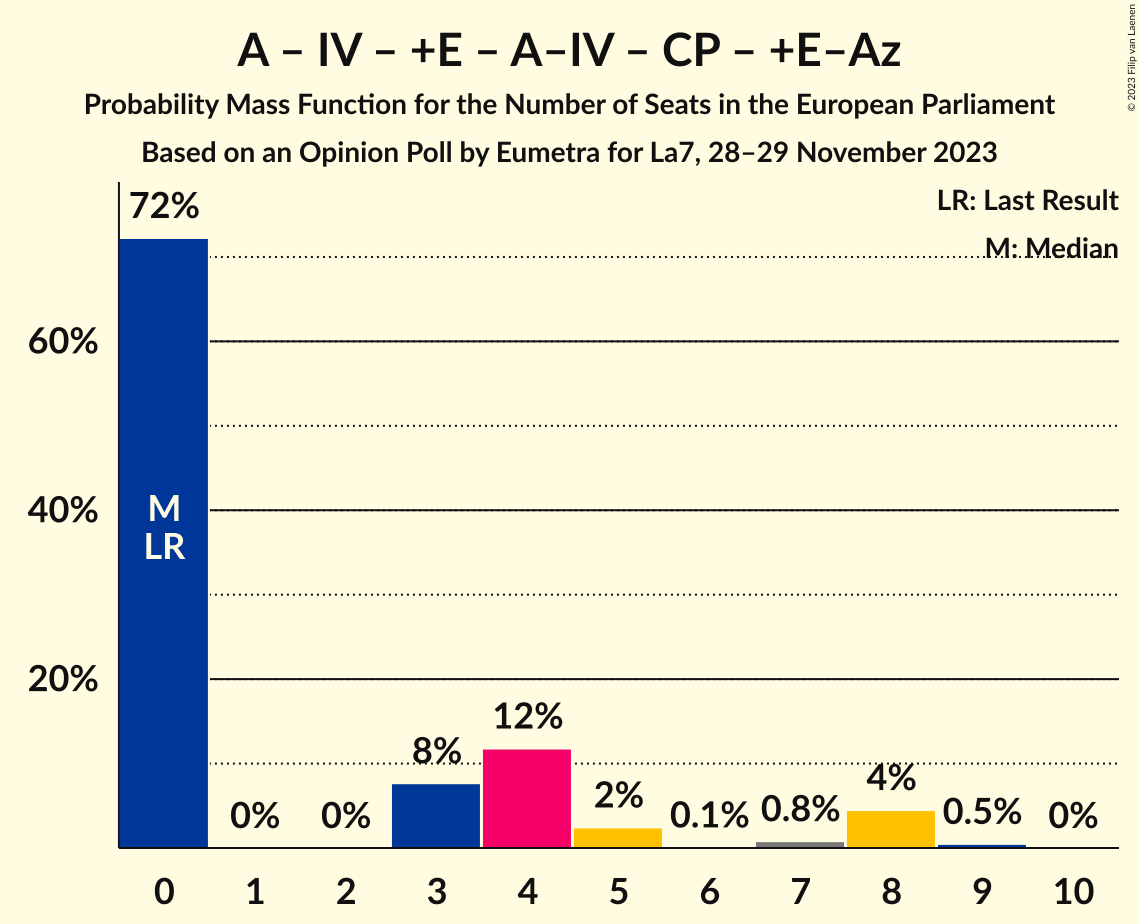 A – IV – +E – A–IV – CP – +E–Az
Probability Mass Function for the Number of Seats in the European Parliament
Based on an Opinion Poll by Eumetra for La7, 28–29 November 2023
© 2023 Filip van Laenen
LR: Last Result
M: Median
72%
60%
40%
20%
M
LR
0%
0%
8%
12%
2%
0.1%
0.8%
4%
0.5%
0%
0 1 2 3 4 5 6 7 8 9 10